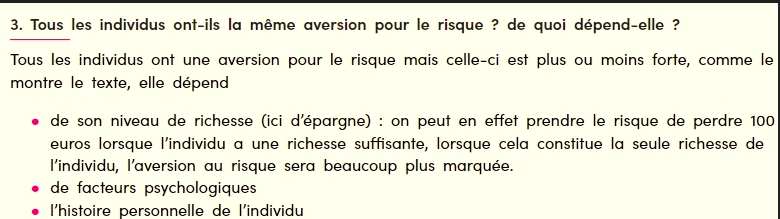 3. Tous les individus ont-ils la même aversion pour le risque ? de quoi dépend-elle ?
Tous les individus ont une aversion pour le risque mais celle-ci est plus ou moins forte, comme le
montre le texte, elle dépend
• de son niveau de richesse (ici d'épargne) : on peut en effet prendre le risque de perdre 100
euros lorsque l'individu a une richesse suffisante, lorsque cela constitue la seule richesse de
l'individu, l'aversion au risque sera beaucoup plus marquée.
• de facteurs psychologiques
• l'histoire personnelle de l'individu